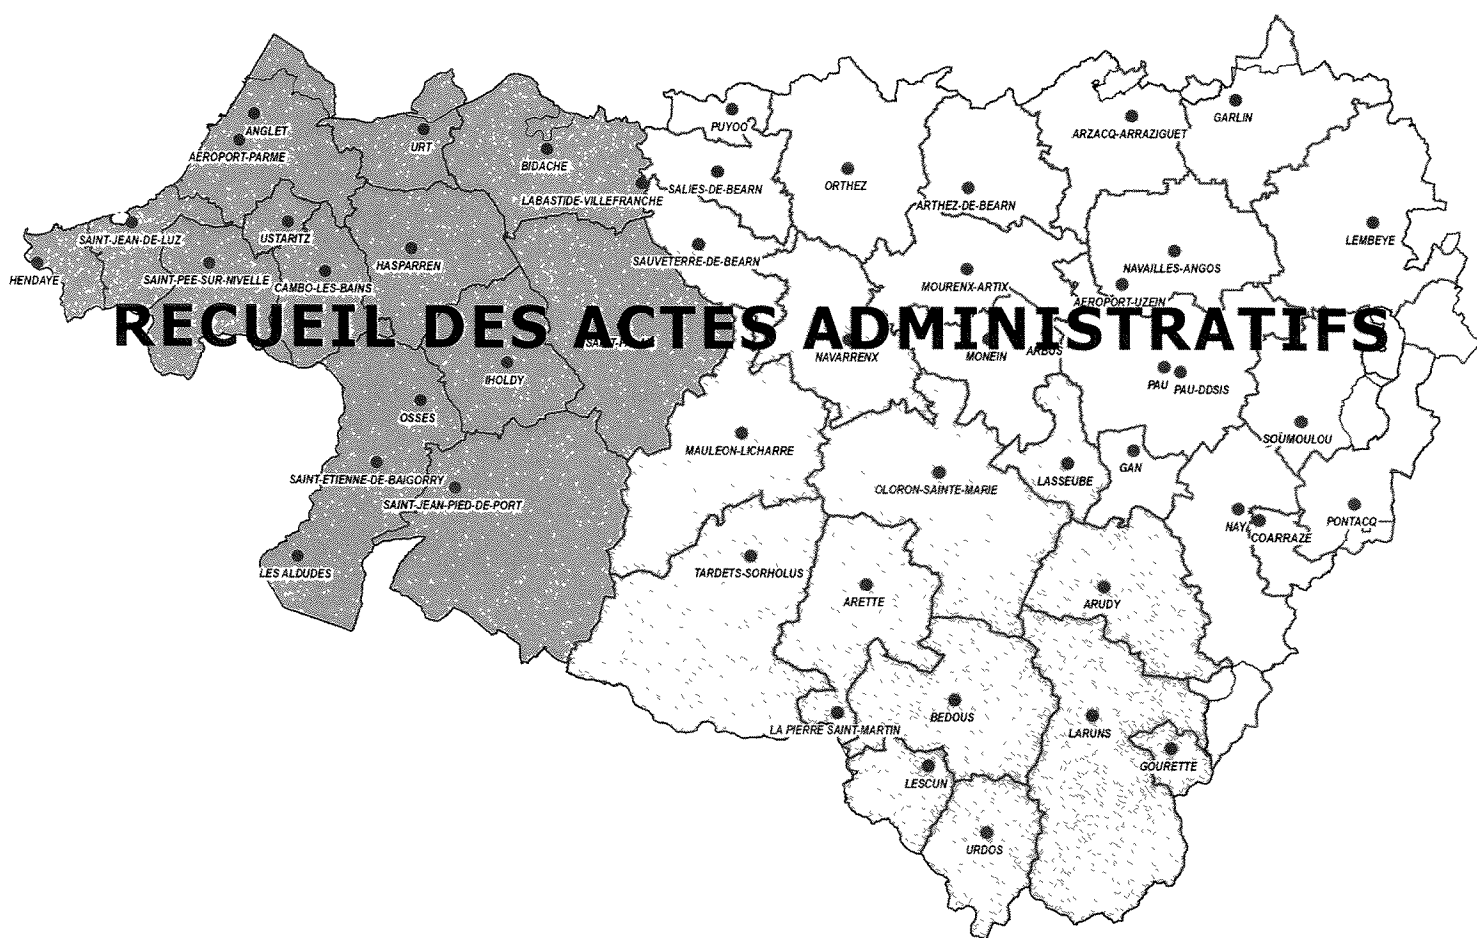 PUYOO
GARLIN
ANGLET
ARZACQ-ARRAZIGUET
URT
AEROPORT-PARME
BIDACHE
SALIES-DE-BEARN
ORTHEZ
LABASTIDE-VILLEFRANCHE
ARTHEZ-DE-BEARN
SAINT-JEAN-DE-LUZ
USTARITZ
LEMBEYE
HENDAYE
SAINT-PEE-SUR-NIVELLE
HASPARREN
SAUVETERRE-DE-BEARN
NAVAILLES-ANGOS
CAMBO-LES-BAINS
MOURENX-ARTIX
AEROPORT-UZEIN
RECUEIL DES ACTES ADMINISTRATIFS
NAVARRENX
MONEIN
ARBUS
IHOLDY
PAU
PAU-DDSIS
OSSES
MAULEON-LICHARRE
SOUMOULOU
SAINT-ETIENNE-DE-BAIGORRY
SAINT-JEAN-PIED-DE-PORT
OLORON-SAINTE-MARIE
LASSEUBE
GAN
NAY
COARRAZE
PONTACQ
LES ALDUDES
TARDETS-SORHOLUS
ARETTE
ARUDY
LA PIERRE SAINT-MARTIN
BEDOUS
LARUNS
GOURETTE
LESCUN
URDOS